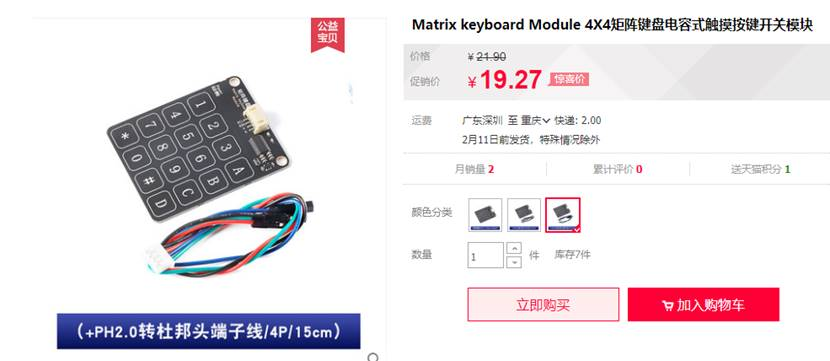 公益
宝贝
1
2
3
A
4
5
6
B
7
8
9
C
*
0
#
D
（+PH2.0转杜邦头端子线/4P/15cm）
Matrix keyboard Module 4X4矩阵键盘电容式触摸按键开关模块
价格 ¥21.90
促销价 ¥19.27 惊喜价
运费 广东深圳 至 重庆 快递: 2.00
2月11日前发货，特殊情况除外
月销量 2 累计评价 0 送天猫积分 1
颜色分类
数量 1 件 库存7件
立即购买 加入购物车